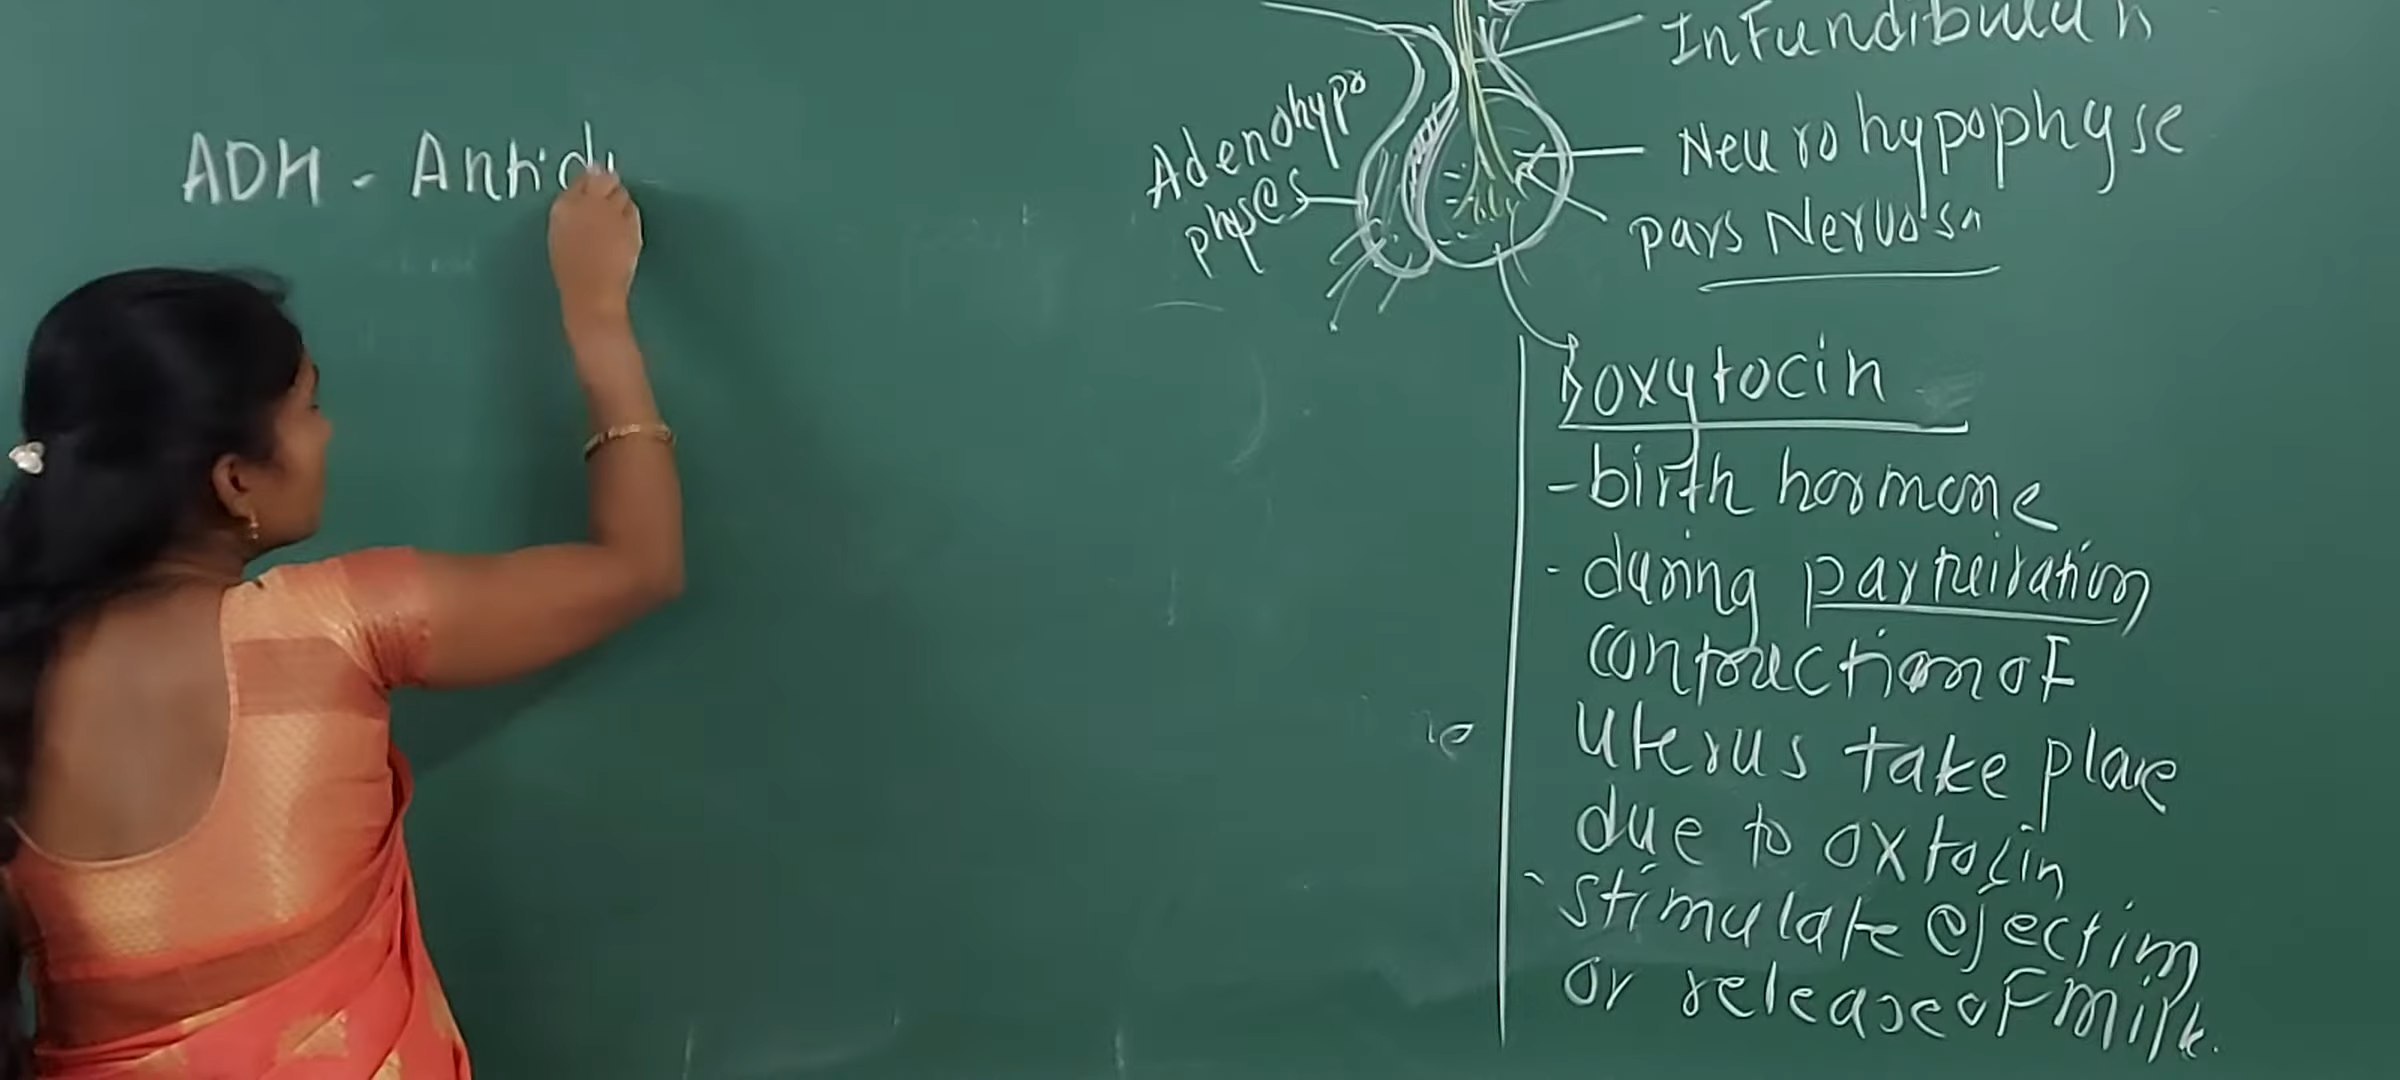 ADH - Antidi
Adenohypo
physes
Infundibulum
Neurohypophyse
pars Nervosa
oxytocin
- birth hormone
- during partuiration
contraction of
uterus take place
due to oxtocin
- stimulate ejection
or release of milk.